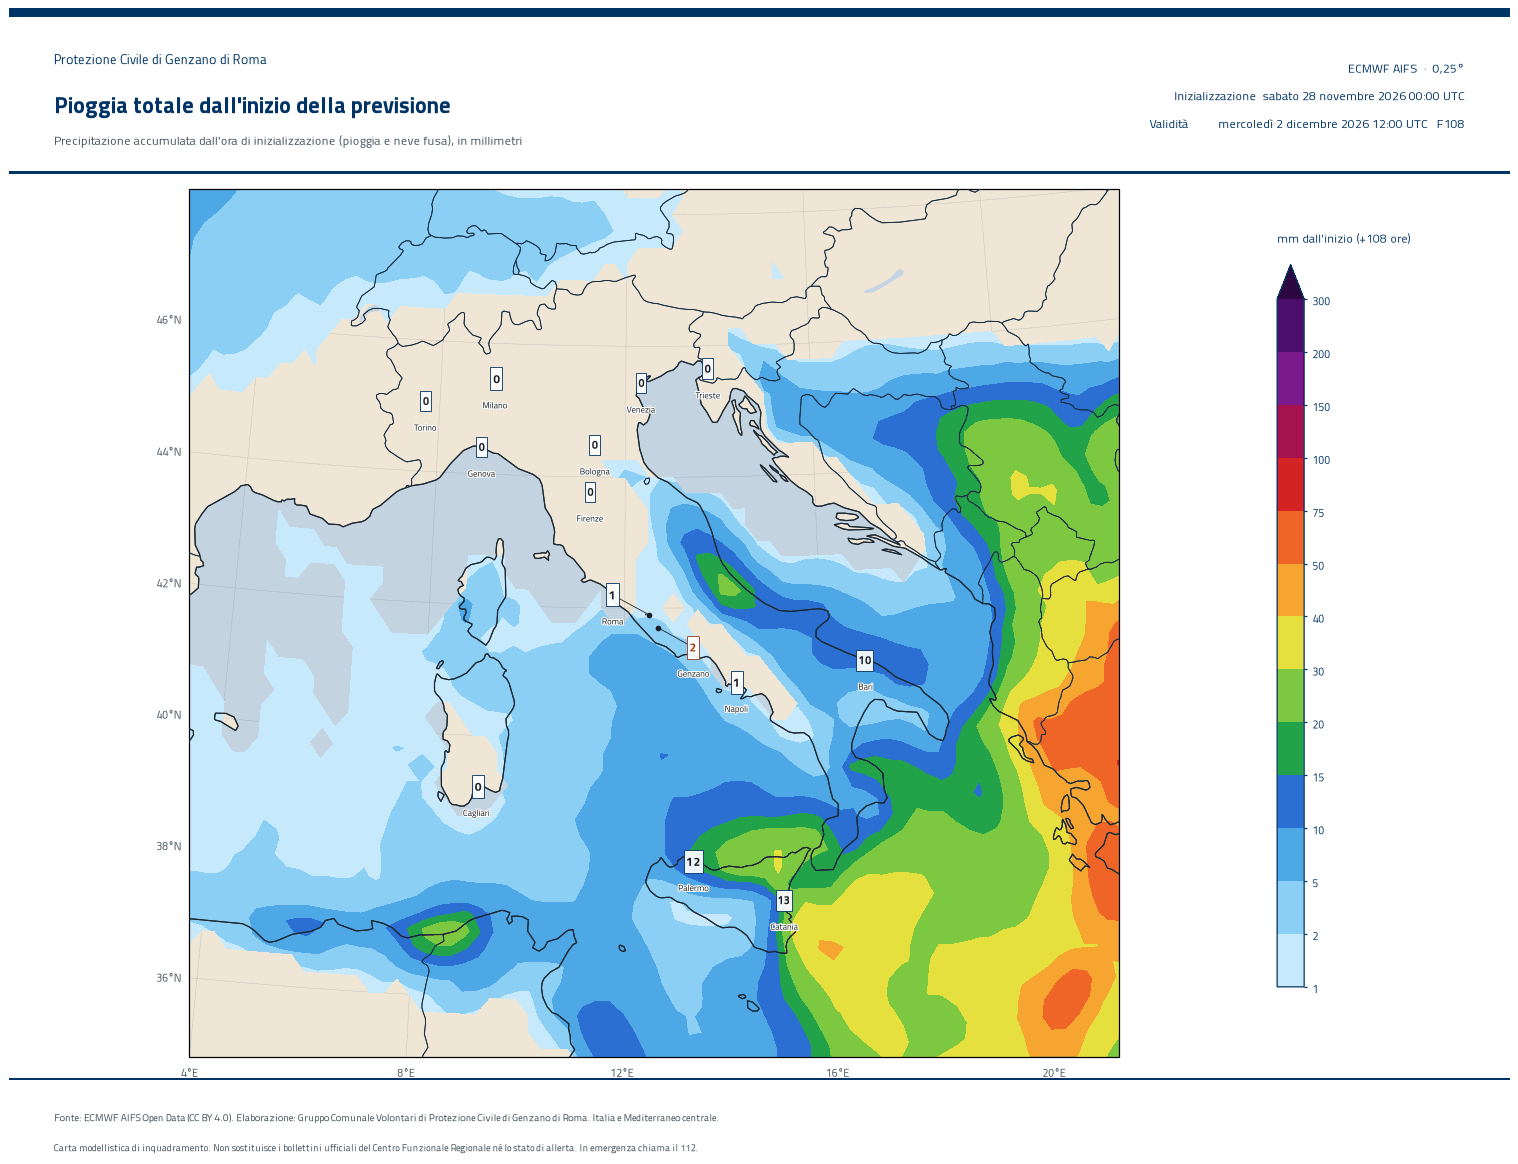 Protezione Civile di Genzano di Roma
Pioggia totale dall'inizio della previsione
Precipitazione accumulata dall'ora di inizializzazione (pioggia e neve fusa), in millimetri
ECMWF AIFS · 0,25°
Inizializzazione sabato 28 novembre 2026 00:00 UTC
Validità mercoledì 2 dicembre 2026 12:00 UTC F108
mm dall'inizio (+108 ore)
300
200
150
100
75
50
40
30
20
15
10
5
2
1
46°N
44°N
42°N
40°N
38°N
36°N
4°E
8°E
12°E
16°E
20°E
0
Trieste
0
Milano
0
Venezia
0
Torino
0
Genova
0
Bologna
0
Firenze
1
Roma
2
Genzano
10
Bari
1
Napoli
0
Cagliari
12
Palermo
13
Catania
Fonte: ECMWF AIFS Open Data (CC BY 4.0). Elaborazione: Gruppo Comunale Volontari di Protezione Civile di Genzano di Roma. Italia e Mediterraneo centrale.
Carta modellistica di inquadramento. Non sostituisce i bollettini ufficiali del Centro Funzionale Regionale né lo stato di allerta. In emergenza chiama il 112.